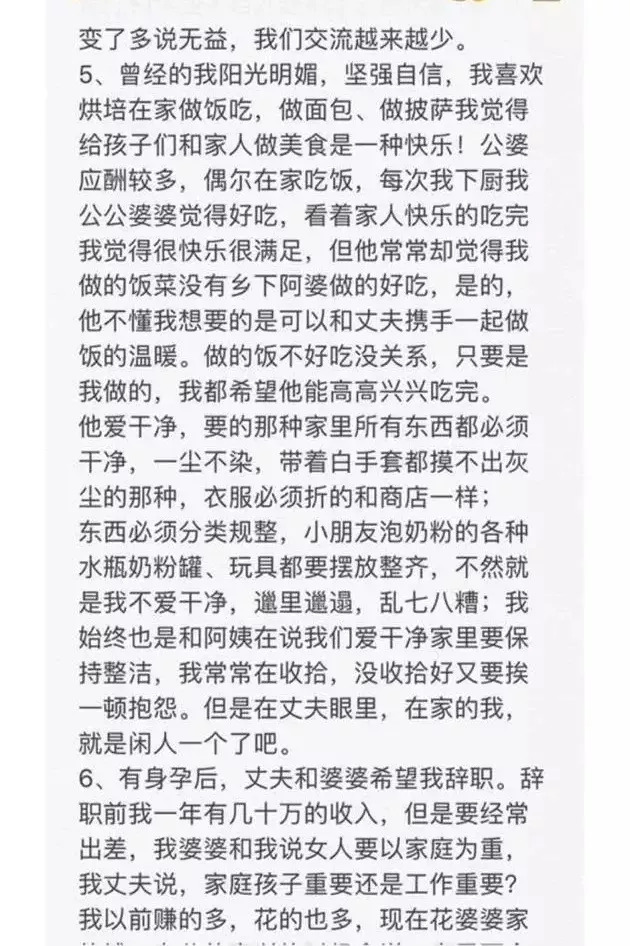 变了多说无益，我们交流越来越少。
5、曾经的我阳光明媚，坚强自信，我喜欢
烘培在家做饭吃，做面包、做披萨我觉得
给孩子们和家人做美食是一种快乐！公婆
应酬较多，偶尔在家吃饭，每次我下厨我
公公婆婆觉得好吃，看着家人快乐的吃完
我觉得很快乐很满足，但他常常却觉得我
做的饭菜没有乡下阿婆做的好吃，是的，
他不懂我想要的是可以和丈夫携手一起做
饭的温暖。做的饭不好吃没关系，只要是
我做的，我都希望他能高高兴兴吃完。
他爱干净，要的那种家里所有东西都必须
干净，一尘不染，带着白手套都摸不出灰
尘的那种，衣服必须折的和商店一样；
东西必须分类规整，小朋友泡奶粉的各种
水瓶奶粉罐、玩具都要摆放整齐，不然就
是我不爱干净，邋里邋遢，乱七八糟；我
始终也是和阿姨在说我们爱干净家里要保
持整洁，我常常在收拾，没收拾好又要挨
一顿抱怨。但是在丈夫眼里，在家的我，
就是闲人一个了吧。
6、有身孕后，丈夫和婆婆希望我辞职。辞
职前我一年有几十万的收入，但是要经常
出差，我婆婆和我说女人要以家庭为重，
我丈夫说，家庭孩子重要还是工作重要？
我以前赚的多，花的也多，现在花婆婆家